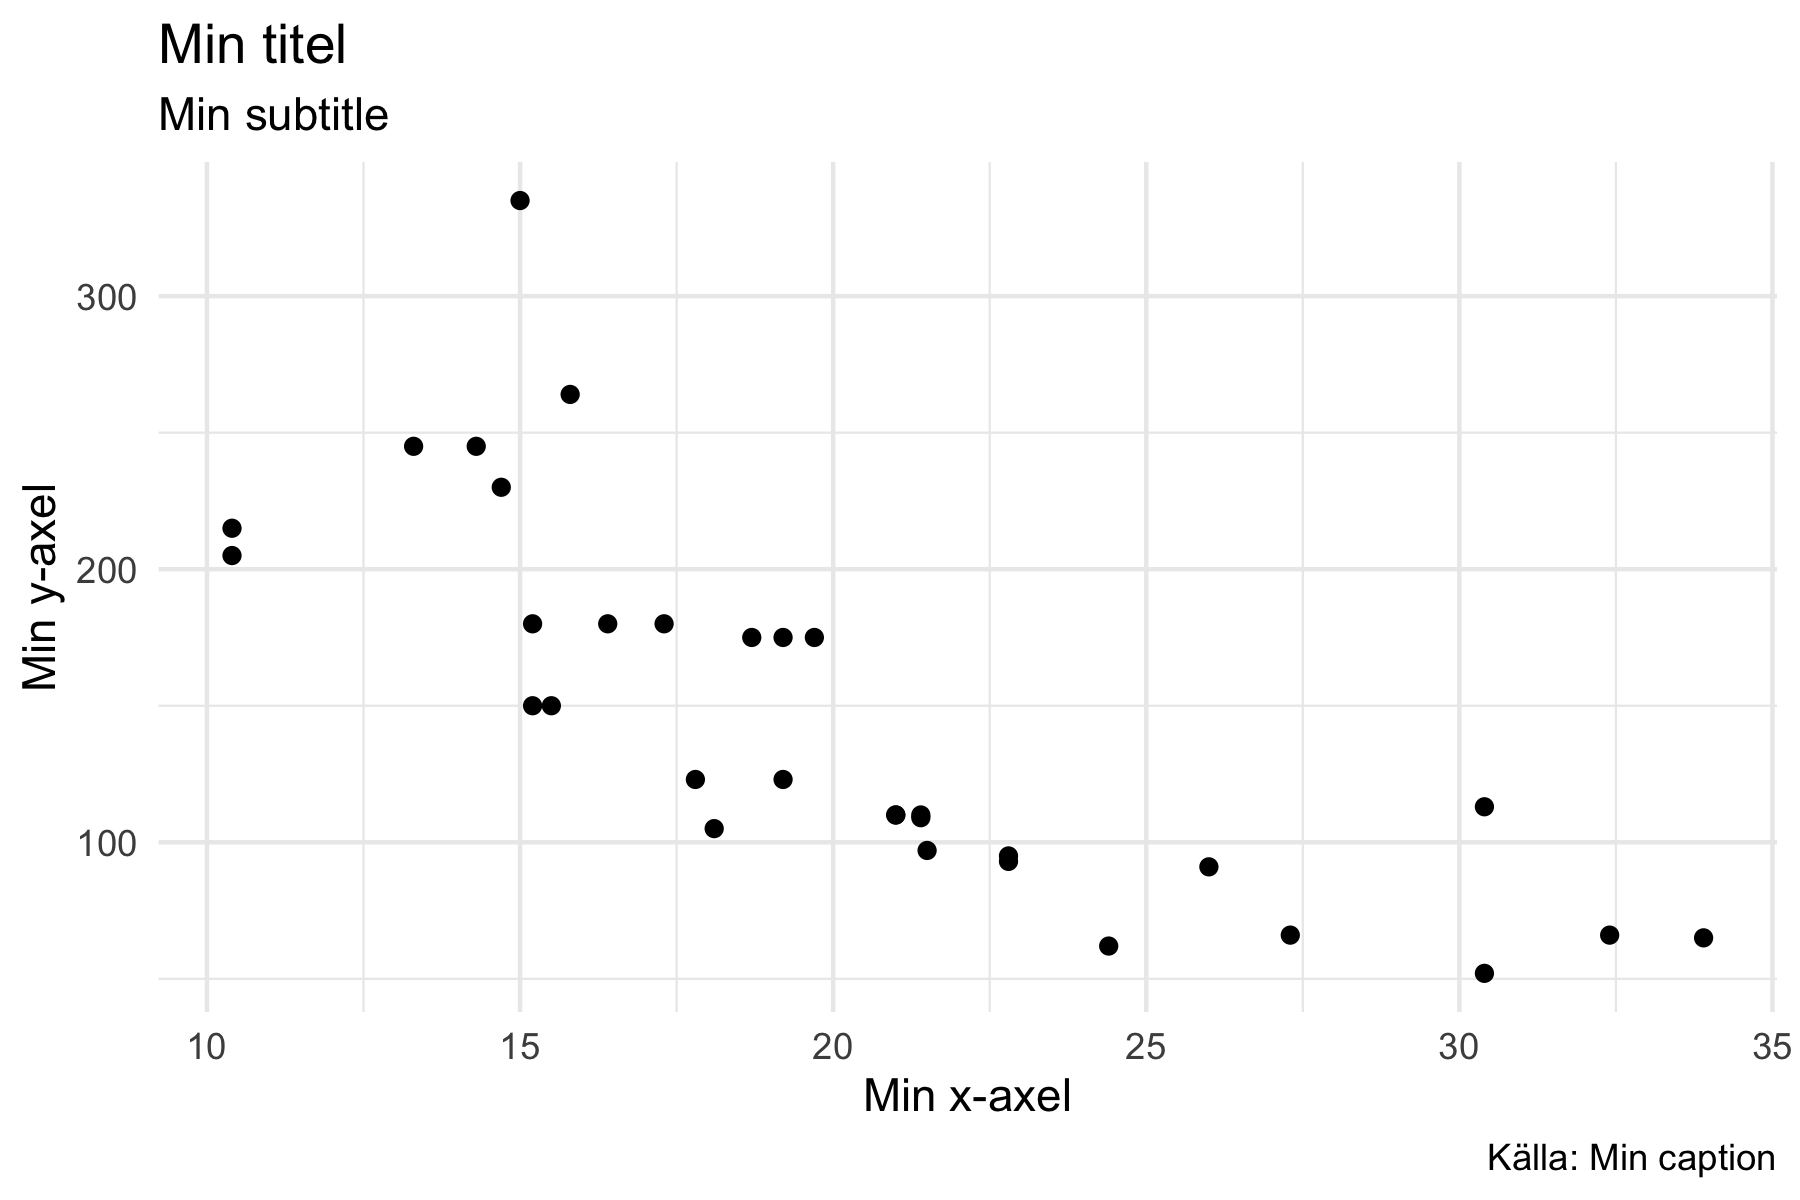 Min titel
Min subtitle
300
200
100
Min y-axel
10 15 20 25 30 35
Min x-axel
Källa: Min caption